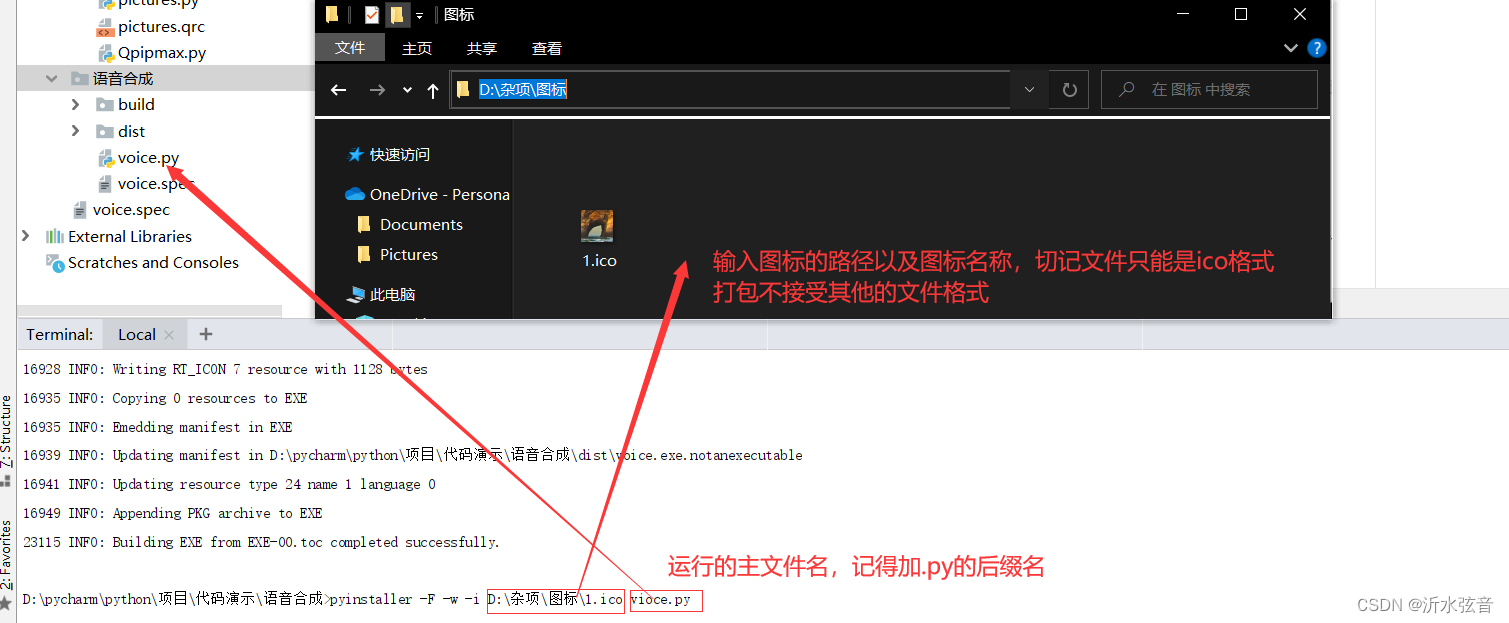 pictures.py
pictures.qrc
Qpipmax.py
语音合成
build
dist
voice.py
voice.spec
voice.spec
External Libraries
Scratches and Consoles
图标
文件 主页 共享 查看
D:\杂项\图标
在 图标 中搜索
快速访问
OneDrive - Persona
Documents
Pictures
此电脑
1.ico
输入图标的路径以及图标名称，切记文件只能是ico格式
打包不接受其他的文件格式
Terminal: Local
16928 INFO: Writing RT_ICON 7 resource with 1128 bytes
16935 INFO: Copying 0 resources to EXE
16935 INFO: Emedding manifest in EXE
16939 INFO: Updating manifest in D:\pycharm\python\项目\代码演示\语音合成\dist\voice.exe.notanexecutable
16941 INFO: Updating resource type 24 name 1 language 0
16949 INFO: Appending PKG archive to EXE
23115 INFO: Building EXE from EXE-00.toc completed successfully.
运行的主文件名，记得加.py的后缀名
D:\pycharm\python\项目\代码演示\语音合成>pyinstaller -F -w -i D:\杂项\图标\1.ico vioce.py
7: Structure
2: Favorites
CSDN @沂水弦音